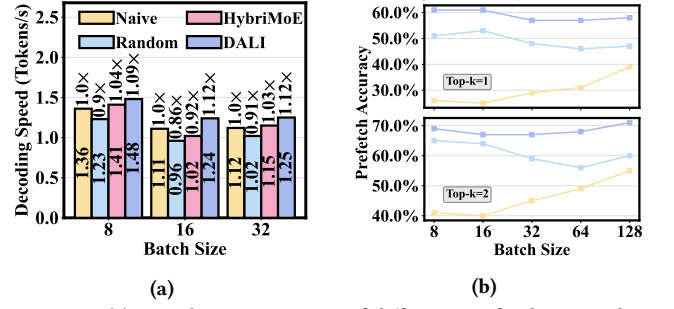 Naive HybriMoE
Random DALI
Decoding Speed (Tokens/s)
2.5
2.0
1.5
1.0
0.5
0.0
1.0× 0.9× 1.04× 1.09×
1.36 1.23 1.41 1.48
1.0× 0.86× 0.92× 1.12×
1.11 0.96 1.02 1.24
1.0× 0.91× 1.03× 1.12×
1.12 1.02 1.15 1.25
8 16 32
Batch Size
(a)
Prefetch Accuracy
60.0%
50.0%
40.0%
30.0%
Top-k=1
70.0%
60.0%
50.0%
40.0%
Top-k=2
8 16 32 64 128
Batch Size
(b)